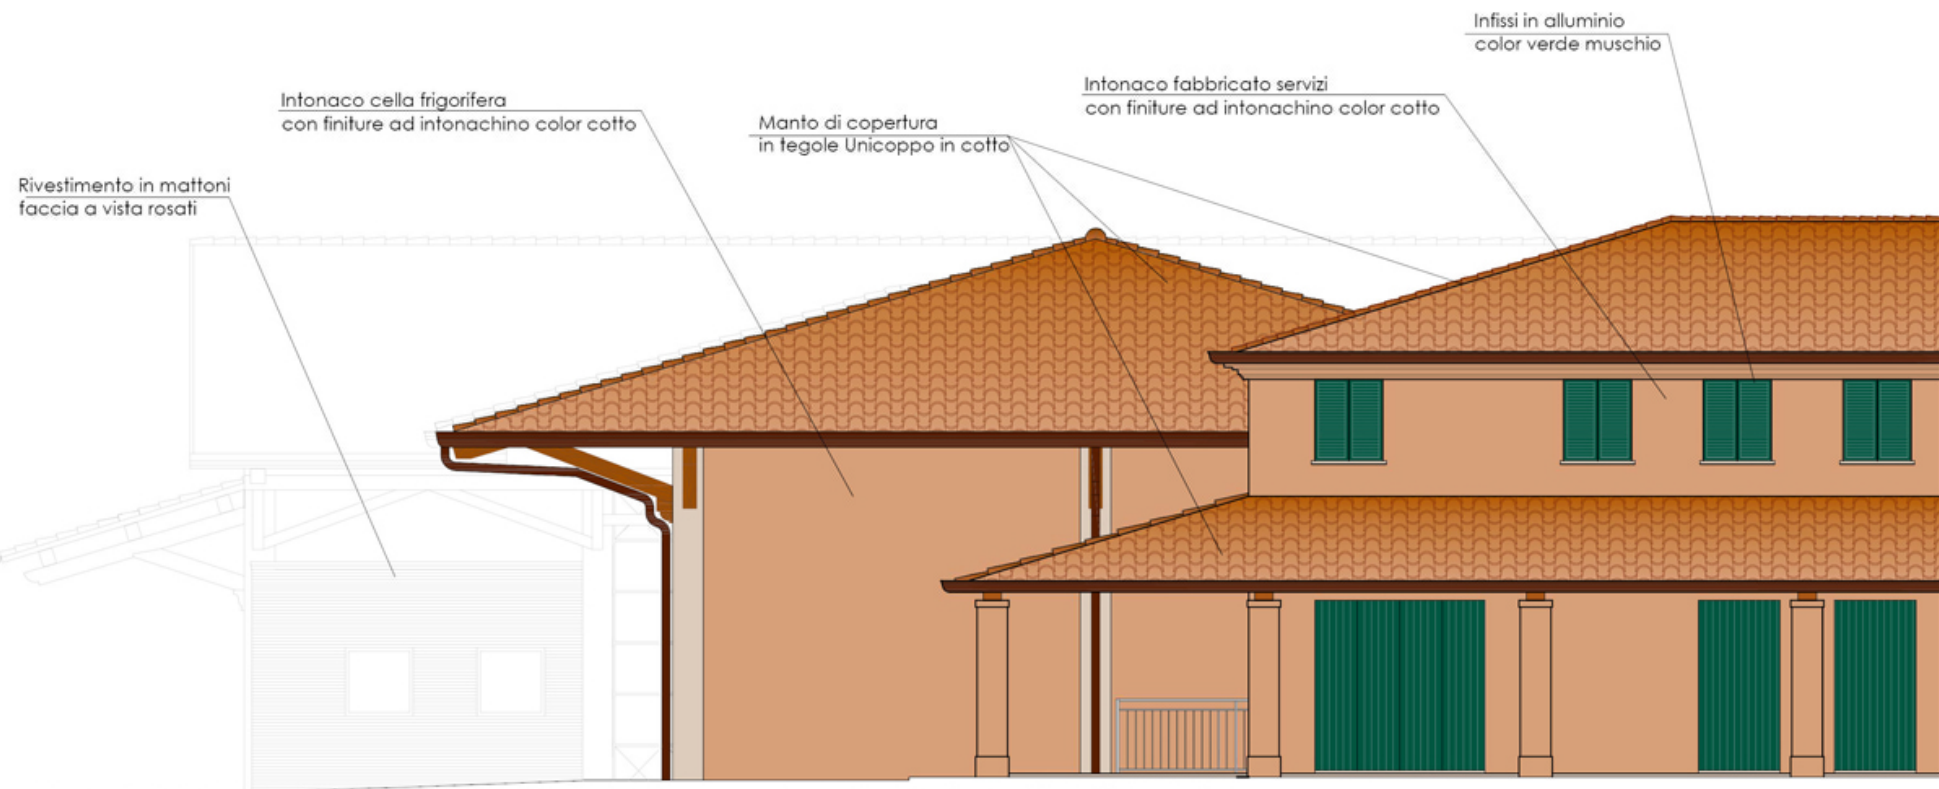 Infissi in alluminio
color verde muschio
Intonaco fabbricato servizi
con finiture ad intonachino color cotto
Intonaco cella frigorifera
con finiture ad intonachino color cotto
Manto di copertura
in tegole Unicoppo in cotto
Rivestimento in mattoni
faccia a vista rosati